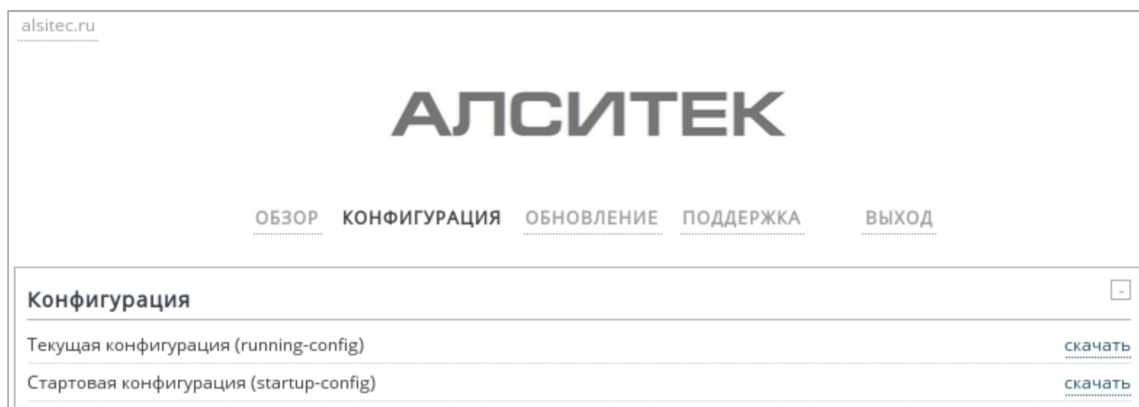 alsitec.ru
АЛСИТЕК
ОБЗОР КОНФИГУРАЦИЯ ОБНОВЛЕНИЕ ПОДДЕРЖКА ВЫХОД
Конфигурация -
Текущая конфигурация (running-config) скачать
Стартовая конфигурация (startup-config) скачать